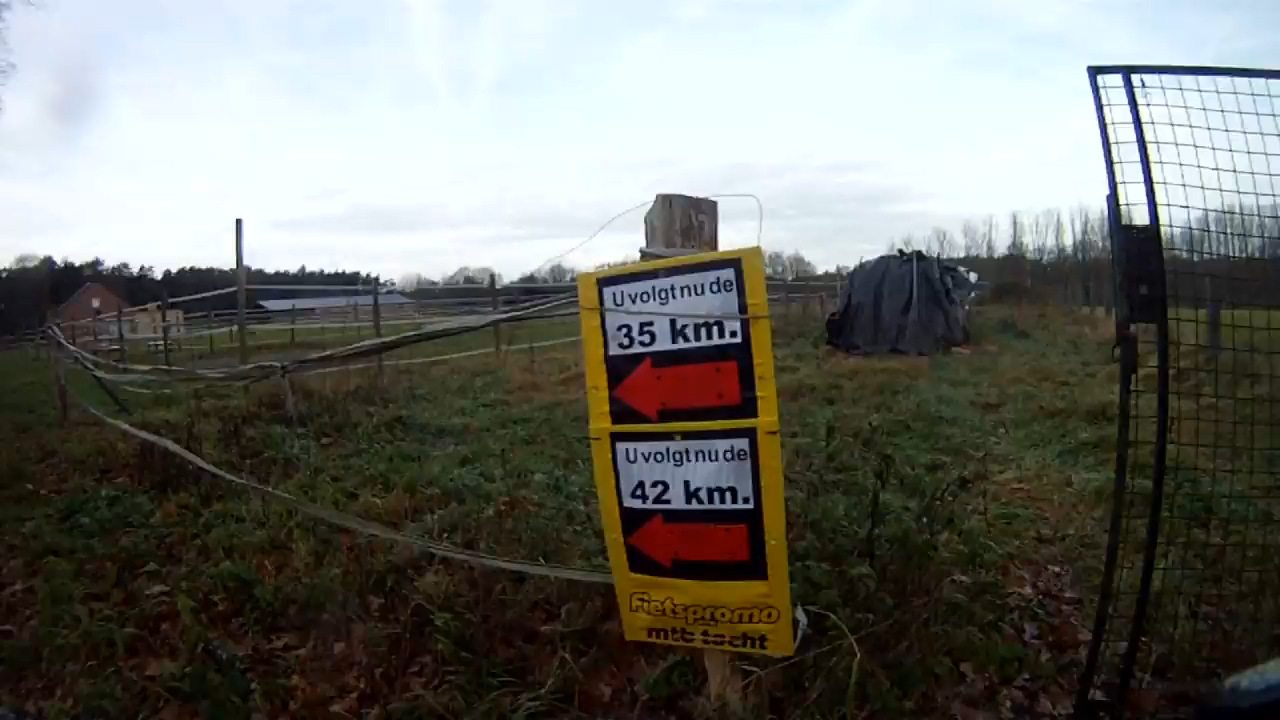 U volgt nu de
35 km.
U volgt nu de
42 km.
Fietspromo
mtb tocht